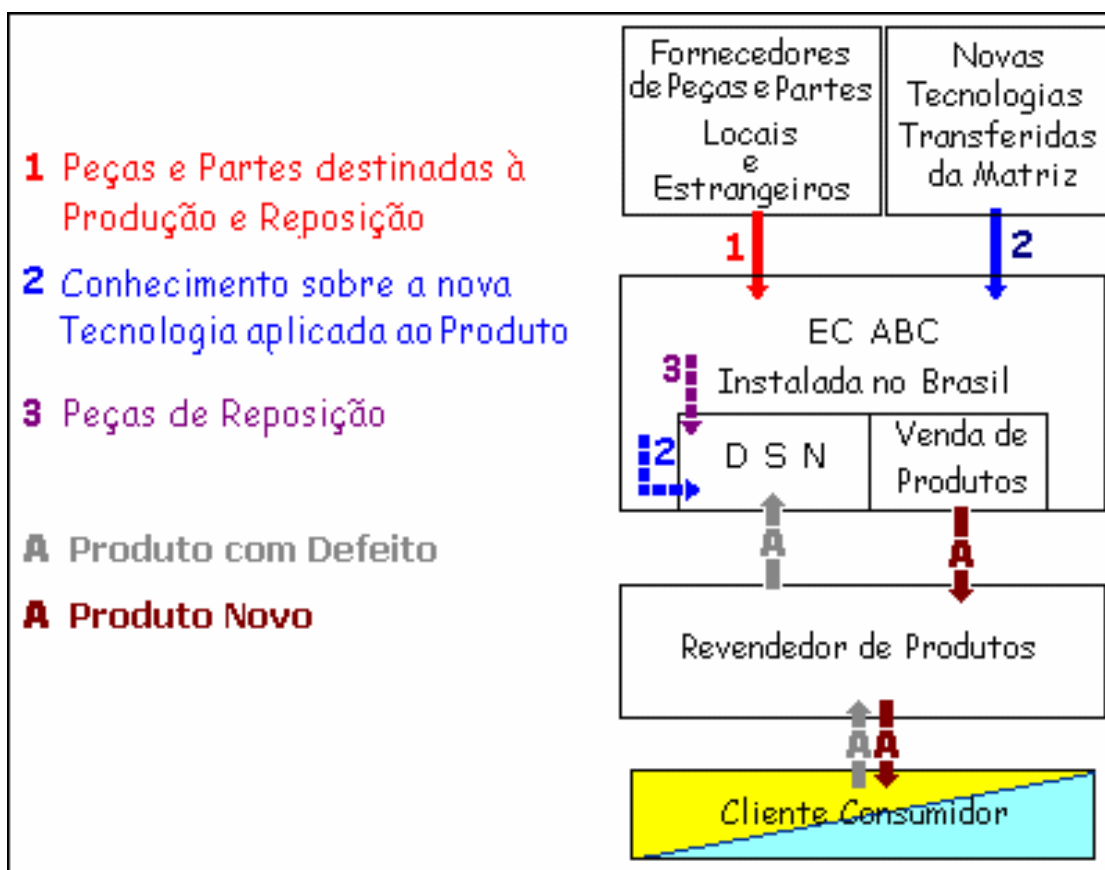 1 Peças e Partes destinadas à
Produção e Reposição
2 Conhecimento sobre a nova
Tecnologia aplicada ao Produto
3 Peças de Reposição
A Produto com Defeito
A Produto Novo
Fornecedores
de Peças e Partes
Locais
e
Estrangeiros
Novas
Tecnologias
Transferidas
da Matriz
1
2
EC ABC
3
Instalada no Brasil
2
D S N
Venda de
Produtos
A
A
Revendedor de Produtos
A
A
Cliente Consumidor